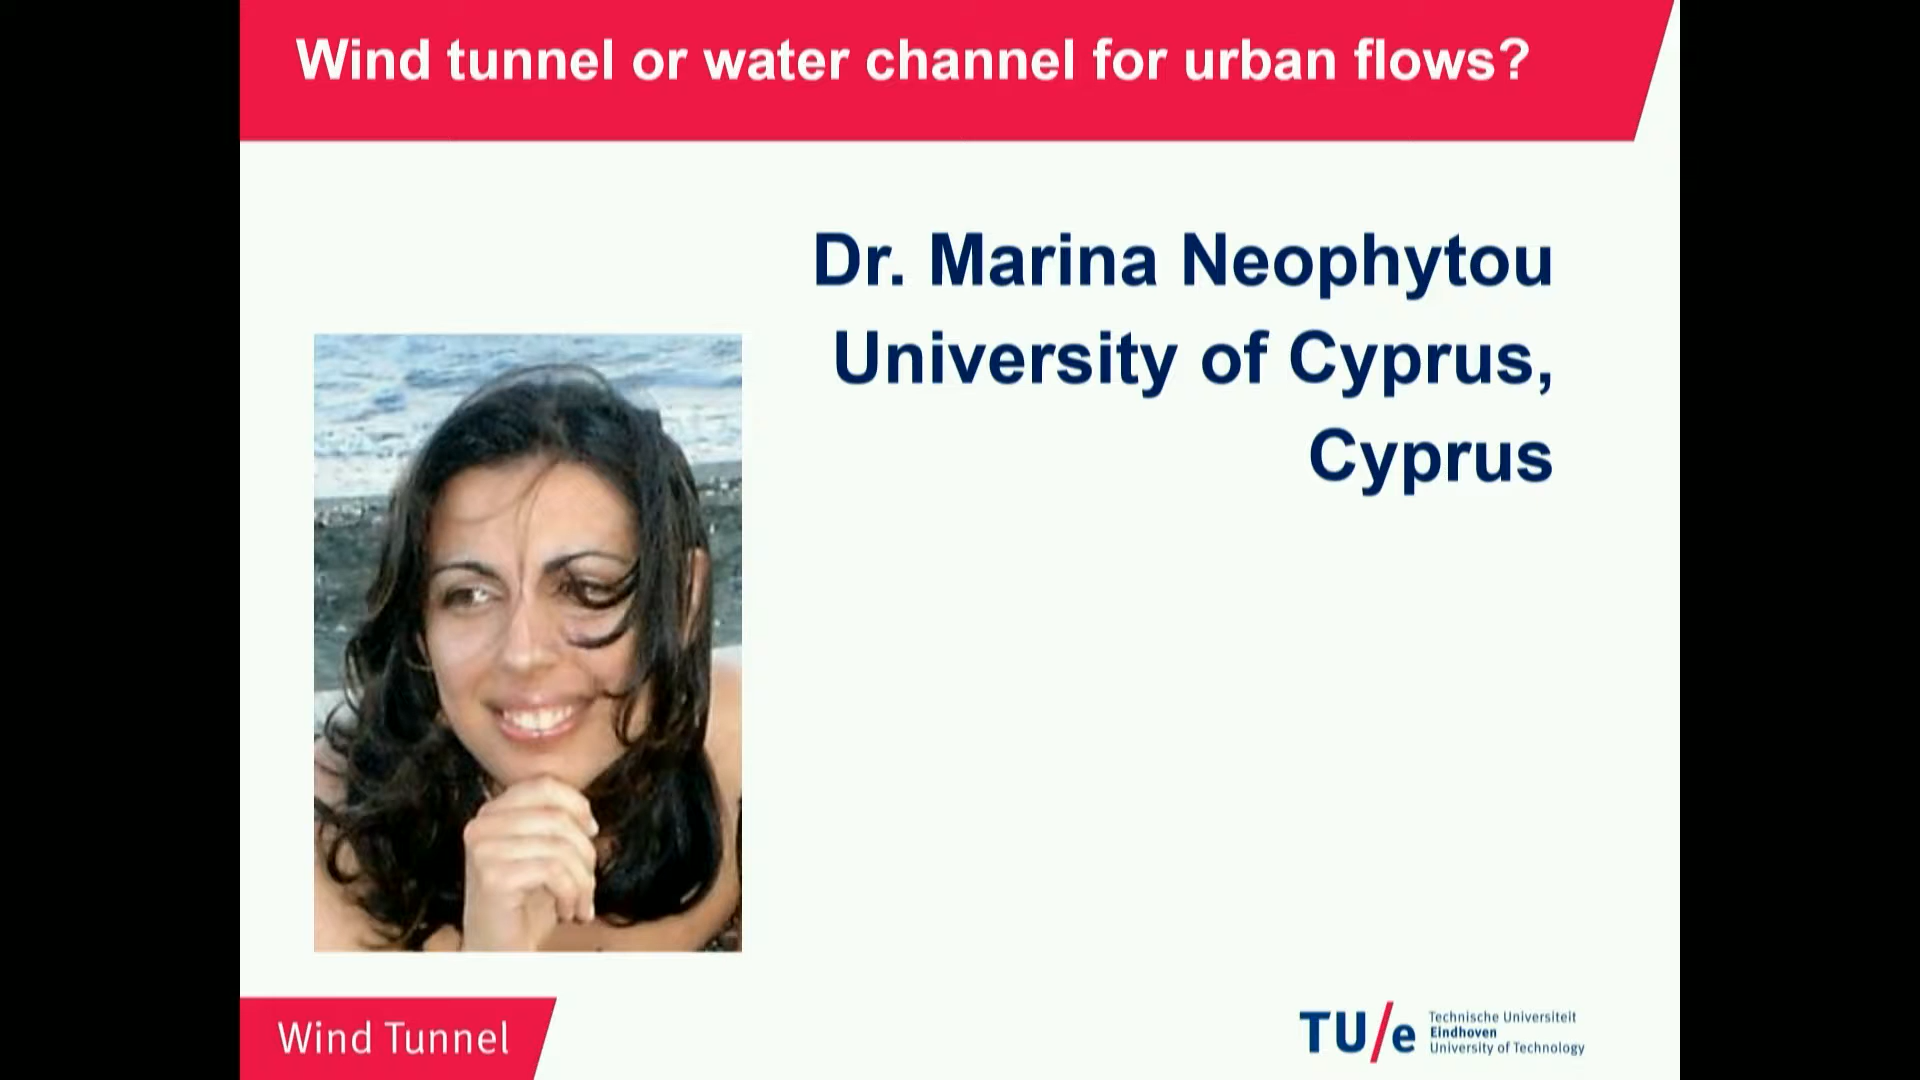 Wind tunnel or water channel for urban flows?
Dr. Marina Neophytou
University of Cyprus,
Cyprus
Wind Tunnel
TU/e
Technische Universiteit
Eindhoven
University of Technology